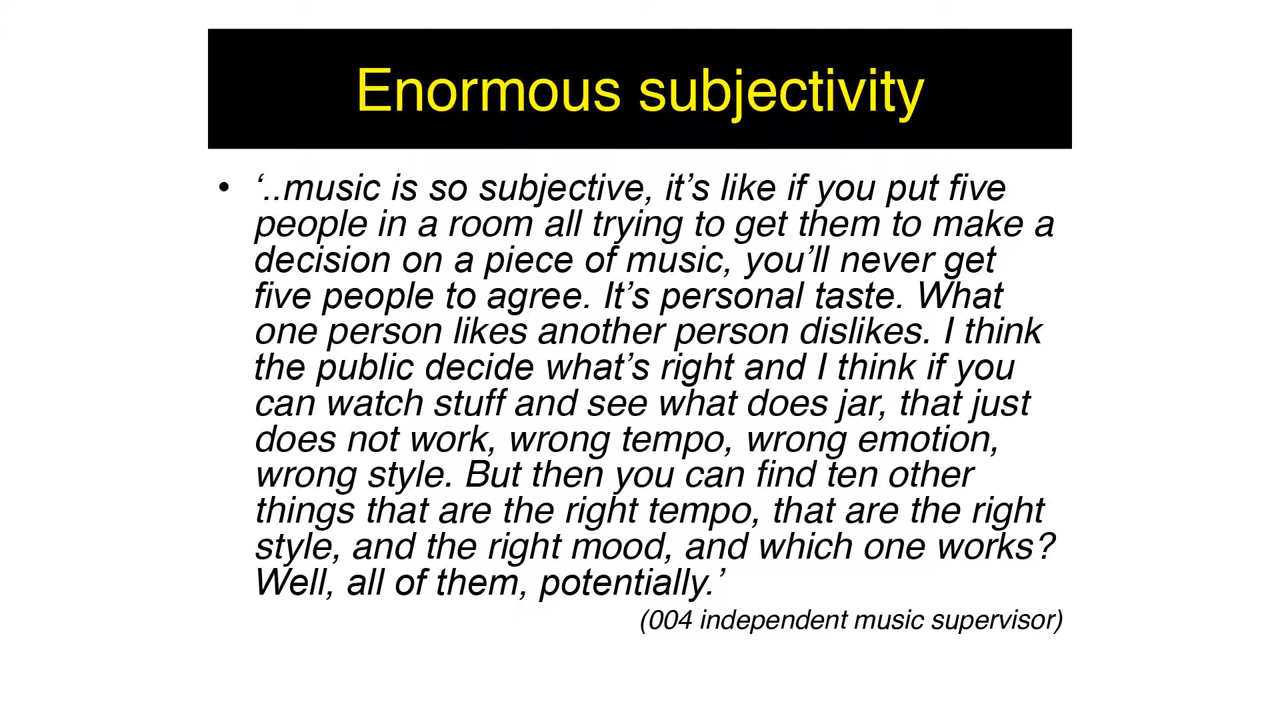 Enormous subjectivity
• ‘..music is so subjective, it’s like if you put five
people in a room all trying to get them to make a
decision on a piece of music, you’ll never get
five people to agree. It’s personal taste. What
one person likes another person dislikes. I think
the public decide what’s right and I think if you
can watch stuff and see what does jar, that just
does not work, wrong tempo, wrong emotion,
wrong style. But then you can find ten other
things that are the right tempo, that are the right
style, and the right mood, and which one works?
Well, all of them, potentially.’
(004 independent music supervisor)